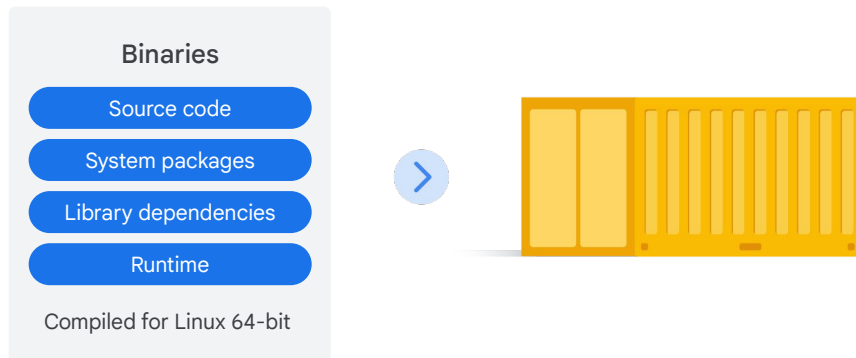 Binaries
Source code
System packages
Library dependencies
Runtime
Compiled for Linux 64-bit